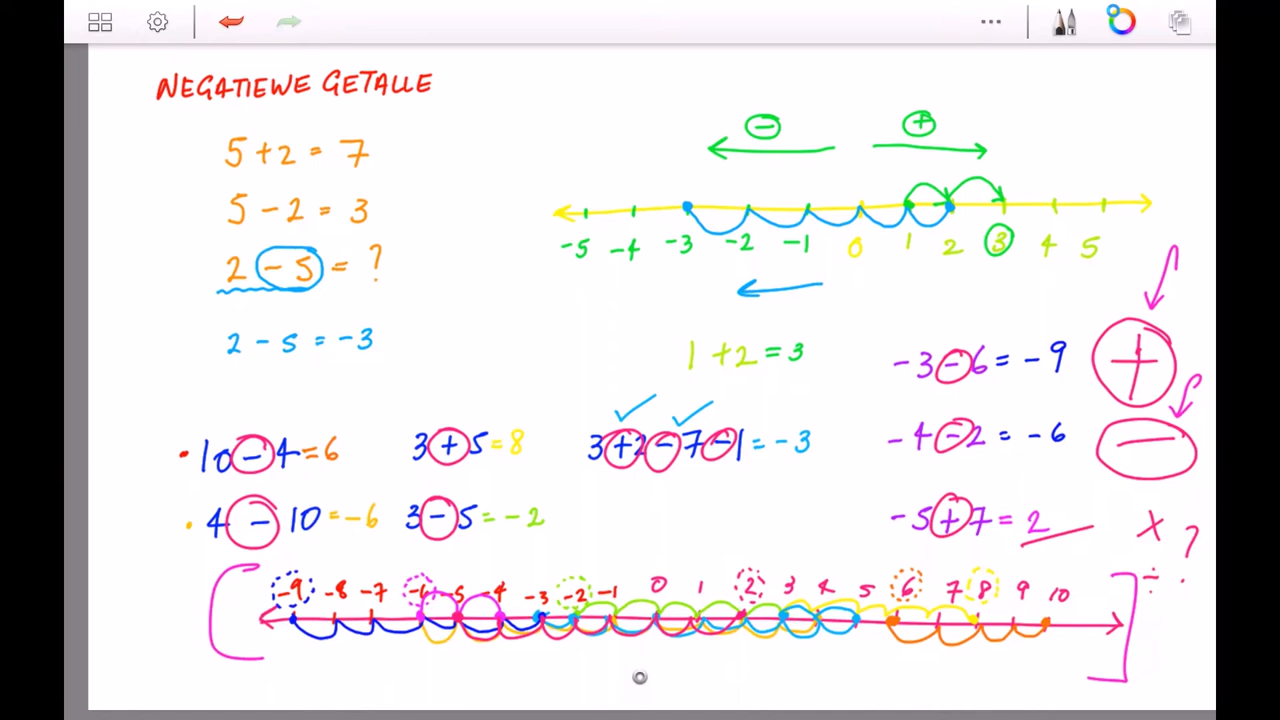 NEGATIEWE GETALLE
5 + 2 = 7
5 - 2 = 3
2 - 5 = ?
2 - 5 = -3
- +
-5 -4 -3 -2 -1 0 1 2 3 4 5
1 + 2 = 3
-3 - 6 = -9
+
10 - 4 = 6
3 + 5 = 8
3 + 2 - 7 - 1 = -3
-4 - 2 = -6
-
4 - 10 = -6
3 - 5 = -2
-5 + 7 = 2
× ?
÷
-9 -8 -7 -6 -5 -4 -3 -2 -1 0 1 2 3 4 5 6 7 8 9 10